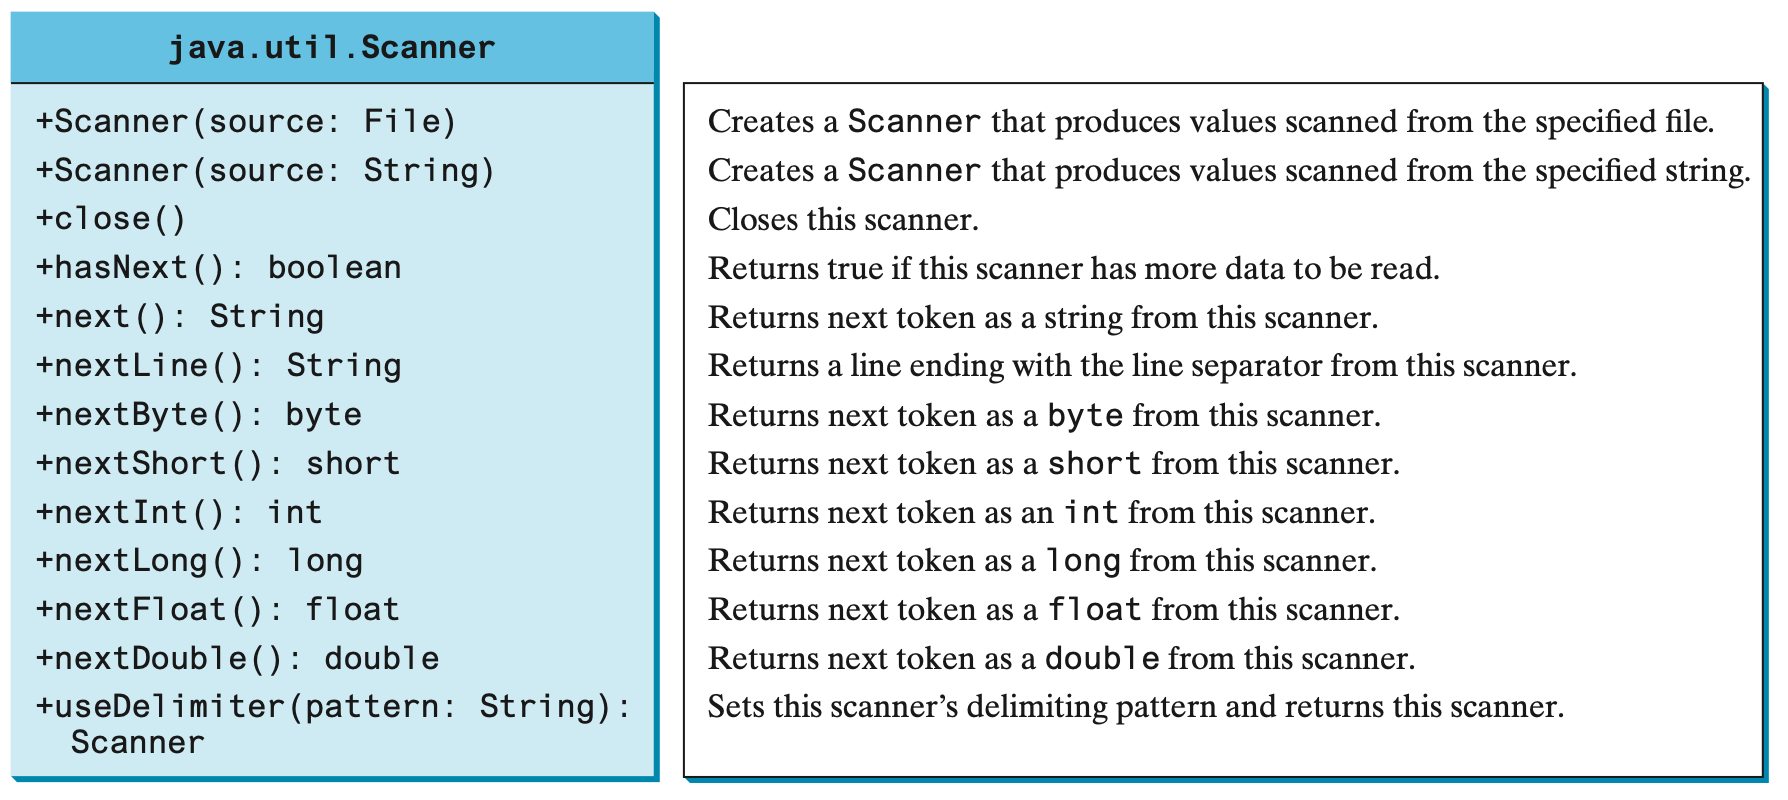 java.util.Scanner
+Scanner(source: File)
Creates a Scanner that produces values scanned from the specified file.
+Scanner(source: String)
Creates a Scanner that produces values scanned from the specified string.
+close()
Closes this scanner.
+hasNext(): boolean
Returns true if this scanner has more data to be read.
+next(): String
Returns next token as a string from this scanner.
+nextLine(): String
Returns a line ending with the line separator from this scanner.
+nextByte(): byte
Returns next token as a byte from this scanner.
+nextShort(): short
Returns next token as a short from this scanner.
+nextInt(): int
Returns next token as an int from this scanner.
+nextLong(): long
Returns next token as a long from this scanner.
+nextFloat(): float
Returns next token as a float from this scanner.
+nextDouble(): double
Returns next token as a double from this scanner.
+useDelimiter(pattern: String):
Scanner
Sets this scanner’s delimiting pattern and returns this scanner.